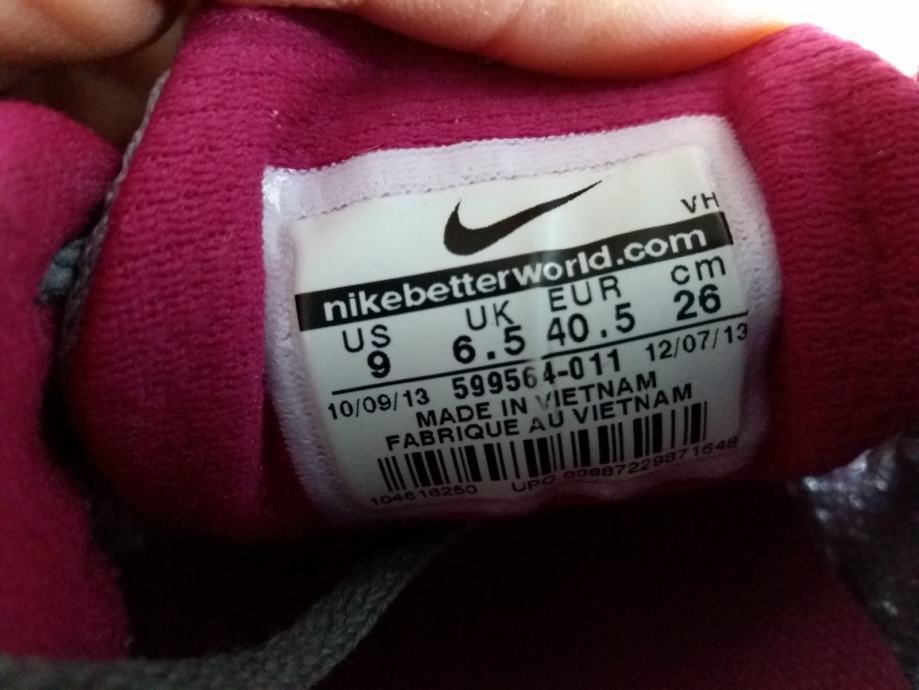 VH
nikebetterworld.com
US UK EUR cm
9 6.5 40.5 26
10/09/13 599564-011 12/07/13
MADE IN VIETNAM
FABRIQUE AU VIETNAM
104616250 UPC 00887229871648